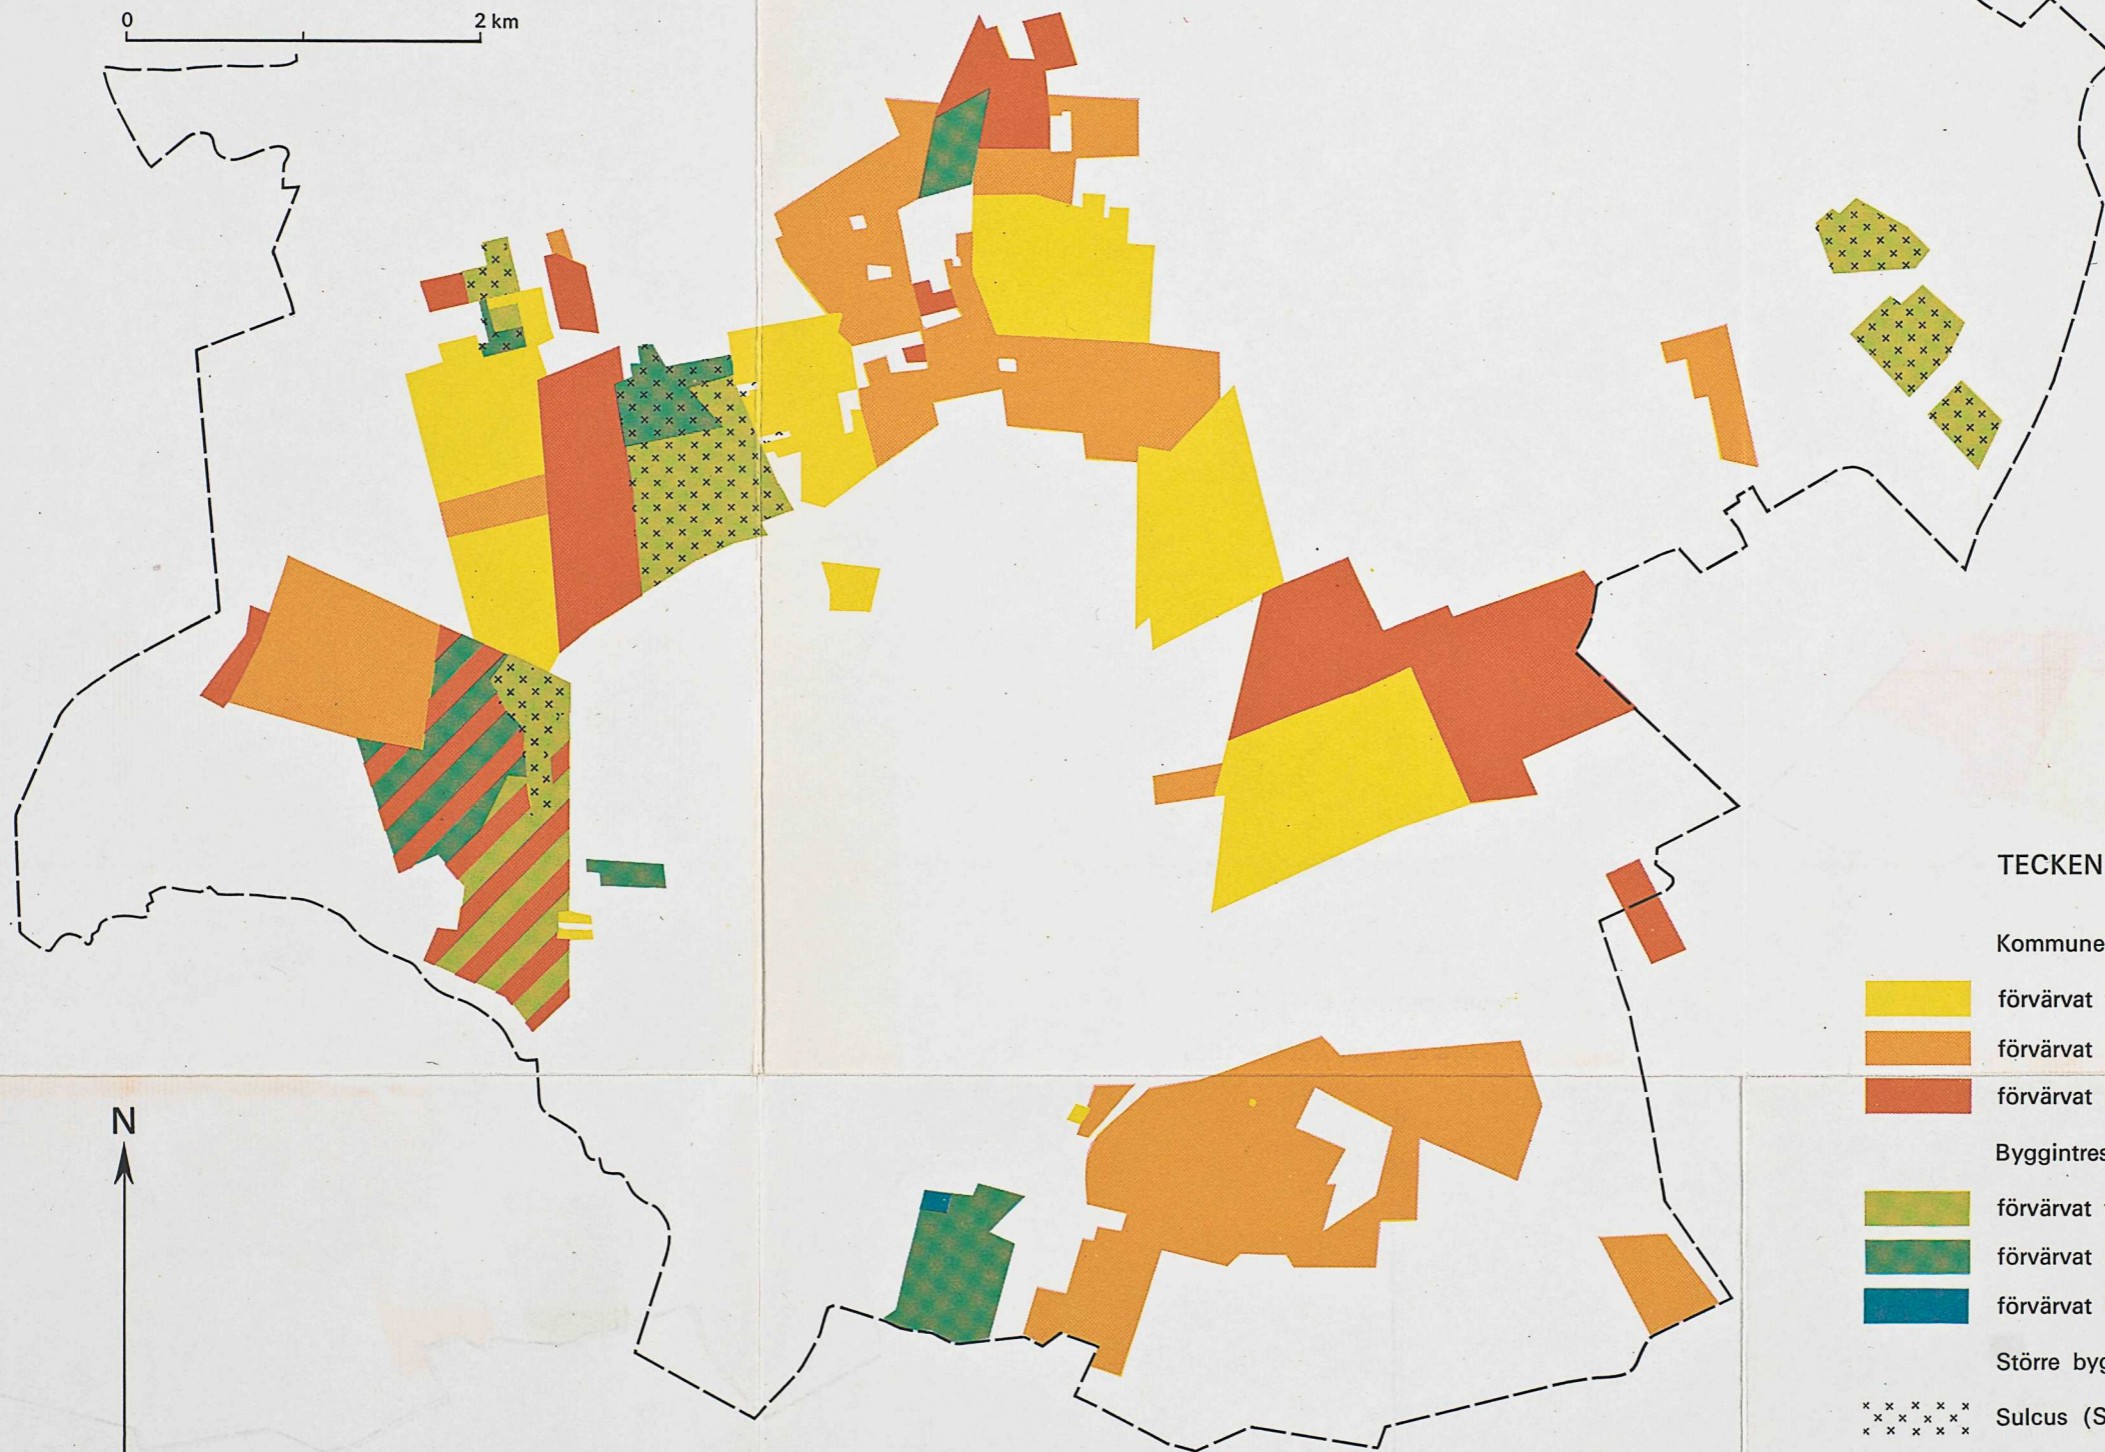 0 2 km
N
TECKEN
Kommune
förvärvat
förvärvat
förvärvat
Byggintres
förvärvat
förvärvat
förvärvat
Större byg
Sulcus (S